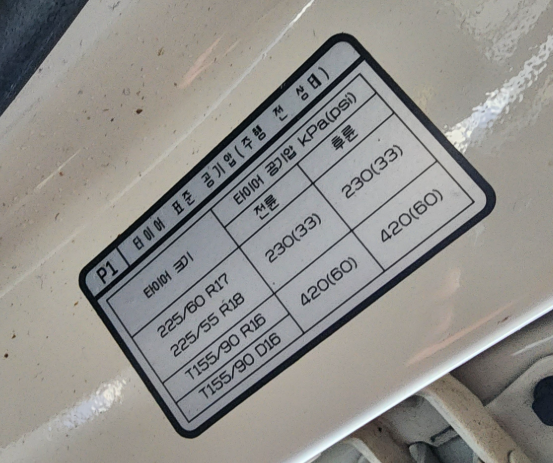 P1 타이어 표준 공기압(주행 전 상태)
타이어 크기 타이어 공기압 kPa(psi)
전륜 후륜
225/60 R17 230(33) 230(33)
225/55 R18
T155/90 R16 420(60) 420(60)
T155/90 D16